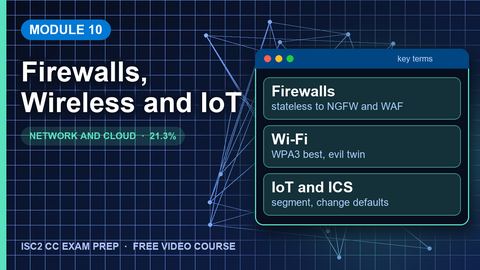 MODULE 10
Firewalls,
Wireless and IoT
NETWORK AND CLOUD · 21.3%
ISC2 CC EXAM PREP · FREE VIDEO COURSE
key terms
Firewalls
stateless to NGFW and WAF
Wi-Fi
WPA3 best, evil twin
IoT and ICS
segment, change defaults